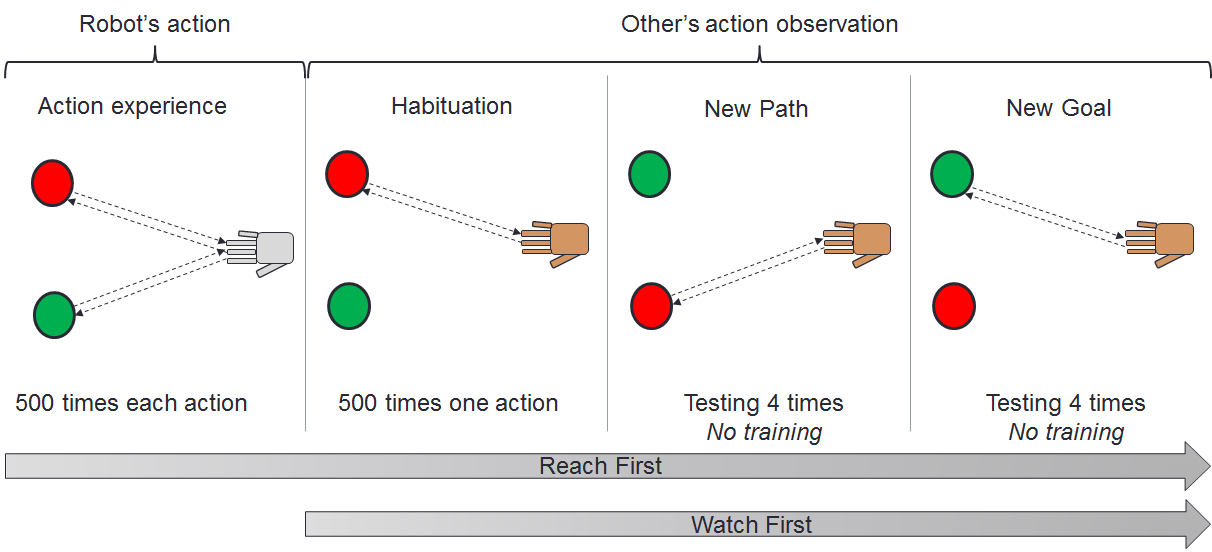 Robot's action
Other's action observation
Action experience
Habituation
New Path
New Goal
500 times each action
500 times one action
Testing 4 times
No training
Testing 4 times
No training
Reach First
Watch First